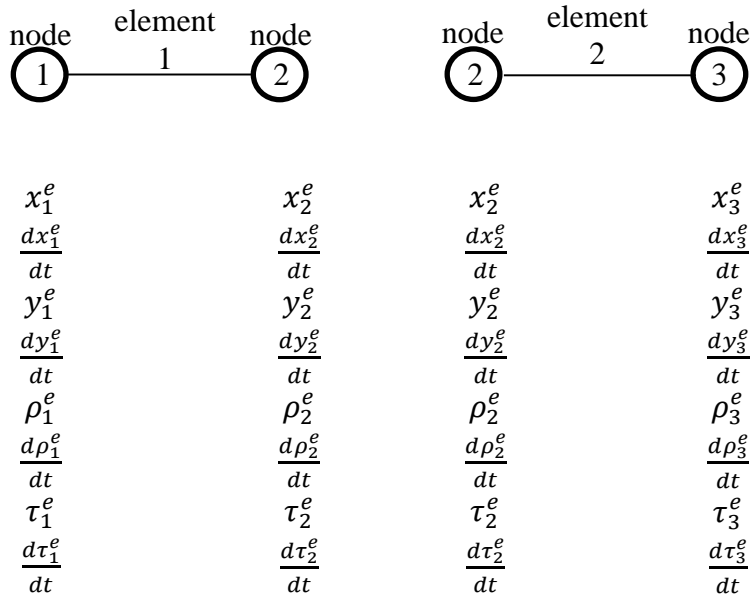 node element 1 node node element 2 node
1 2 2 3
x_1^e x_2^e x_2^e x_3^e
dx_1^e/dt dx_2^e/dt dx_2^e/dt dx_3^e/dt
y_1^e y_2^e y_2^e y_3^e
dy_1^e/dt dy_2^e/dt dy_2^e/dt dy_3^e/dt
ρ_1^e ρ_2^e ρ_2^e ρ_3^e
dρ_1^e/dt dρ_2^e/dt dρ_2^e/dt dρ_3^e/dt
τ_1^e τ_2^e τ_2^e τ_3^e
dτ_1^e/dt dτ_2^e/dt dτ_2^e/dt dτ_3^e/dt